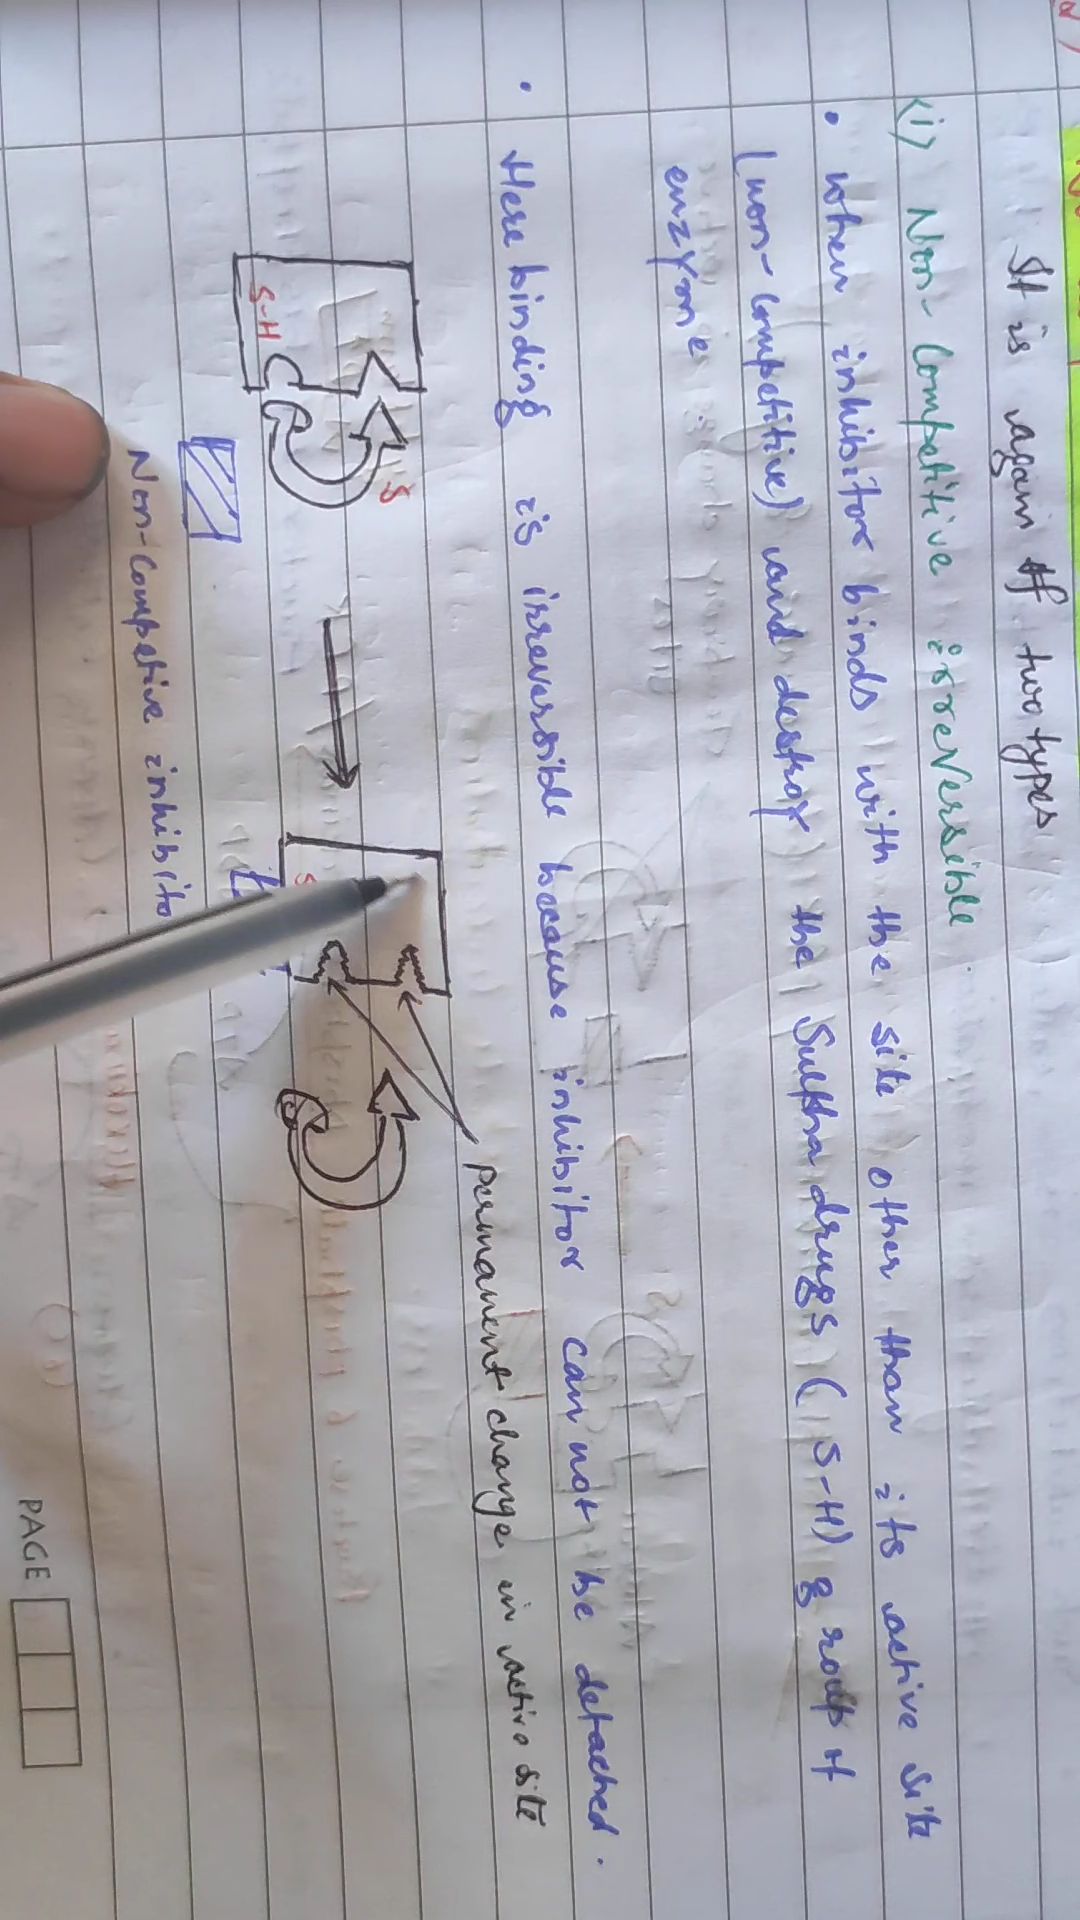 It is again of two types
(i) Non-Competitive irreversible
• when inhibitor binds with the site other than its active site
(non-competitive) and destroy the Sulpha drugs (S-H) group of
enzyme
• Here binding is irreversible because inhibitor can not be detached.
permanent change in active site
S
S-H
S
Non-Competive inhibito
PAGE